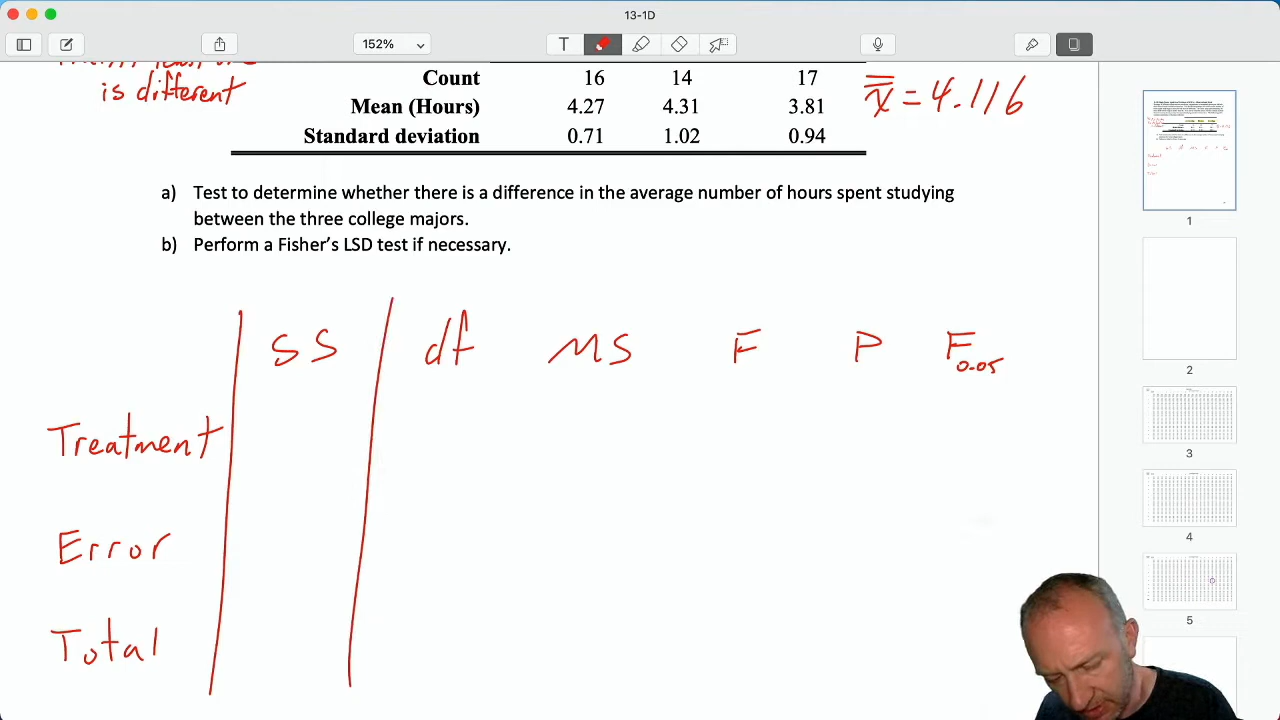 13-1D
152%
T
is different
Count 16 14 17
Mean (Hours) 4.27 4.31 3.81
Standard deviation 0.71 1.02 0.94
x̿ = 4.116
a) Test to determine whether there is a difference in the average number of hours spent studying
between the three college majors.
b) Perform a Fisher's LSD test if necessary.
SS df MS F P F0.05
Treatment
Error
Total
1
2
3
4
5